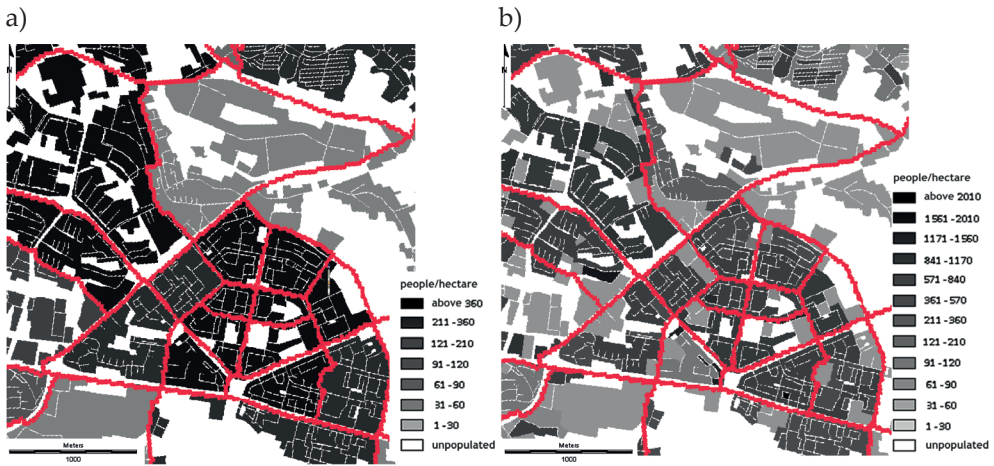 a)
N
people/hectare
above 360
211 -360
121 -210
91 -120
61 - 90
31 - 60
1 - 30
unpopulated
Meters
1000
b)
N
people/hectare
above 2010
1561 -2010
1171 -1560
841 -1170
571 - 840
361 - 570
211 - 360
121 - 210
91 - 120
61 - 90
31 - 60
1 - 30
unpopulated
Meters
1000